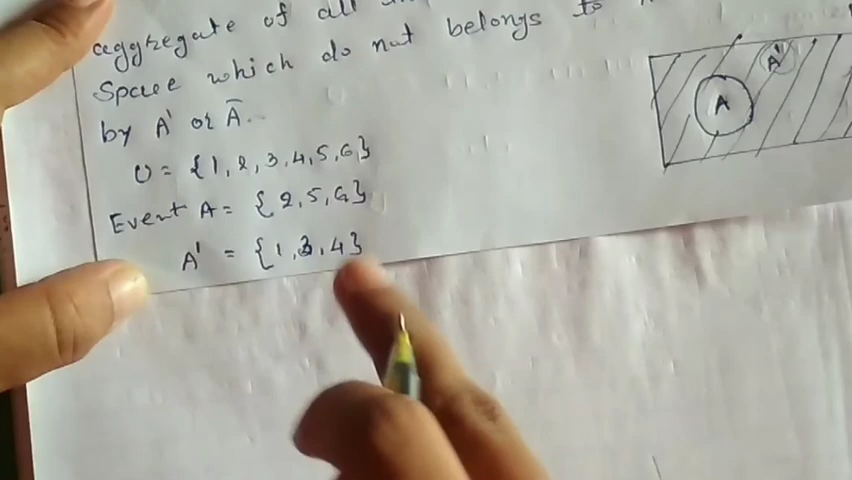 aggregate of all
Space which do not belongs to
by A' or A̅.
U = {1, 2, 3, 4, 5, 6}
Event A = {2, 5, 6}
A' = {1, 3, 4}
A
A'